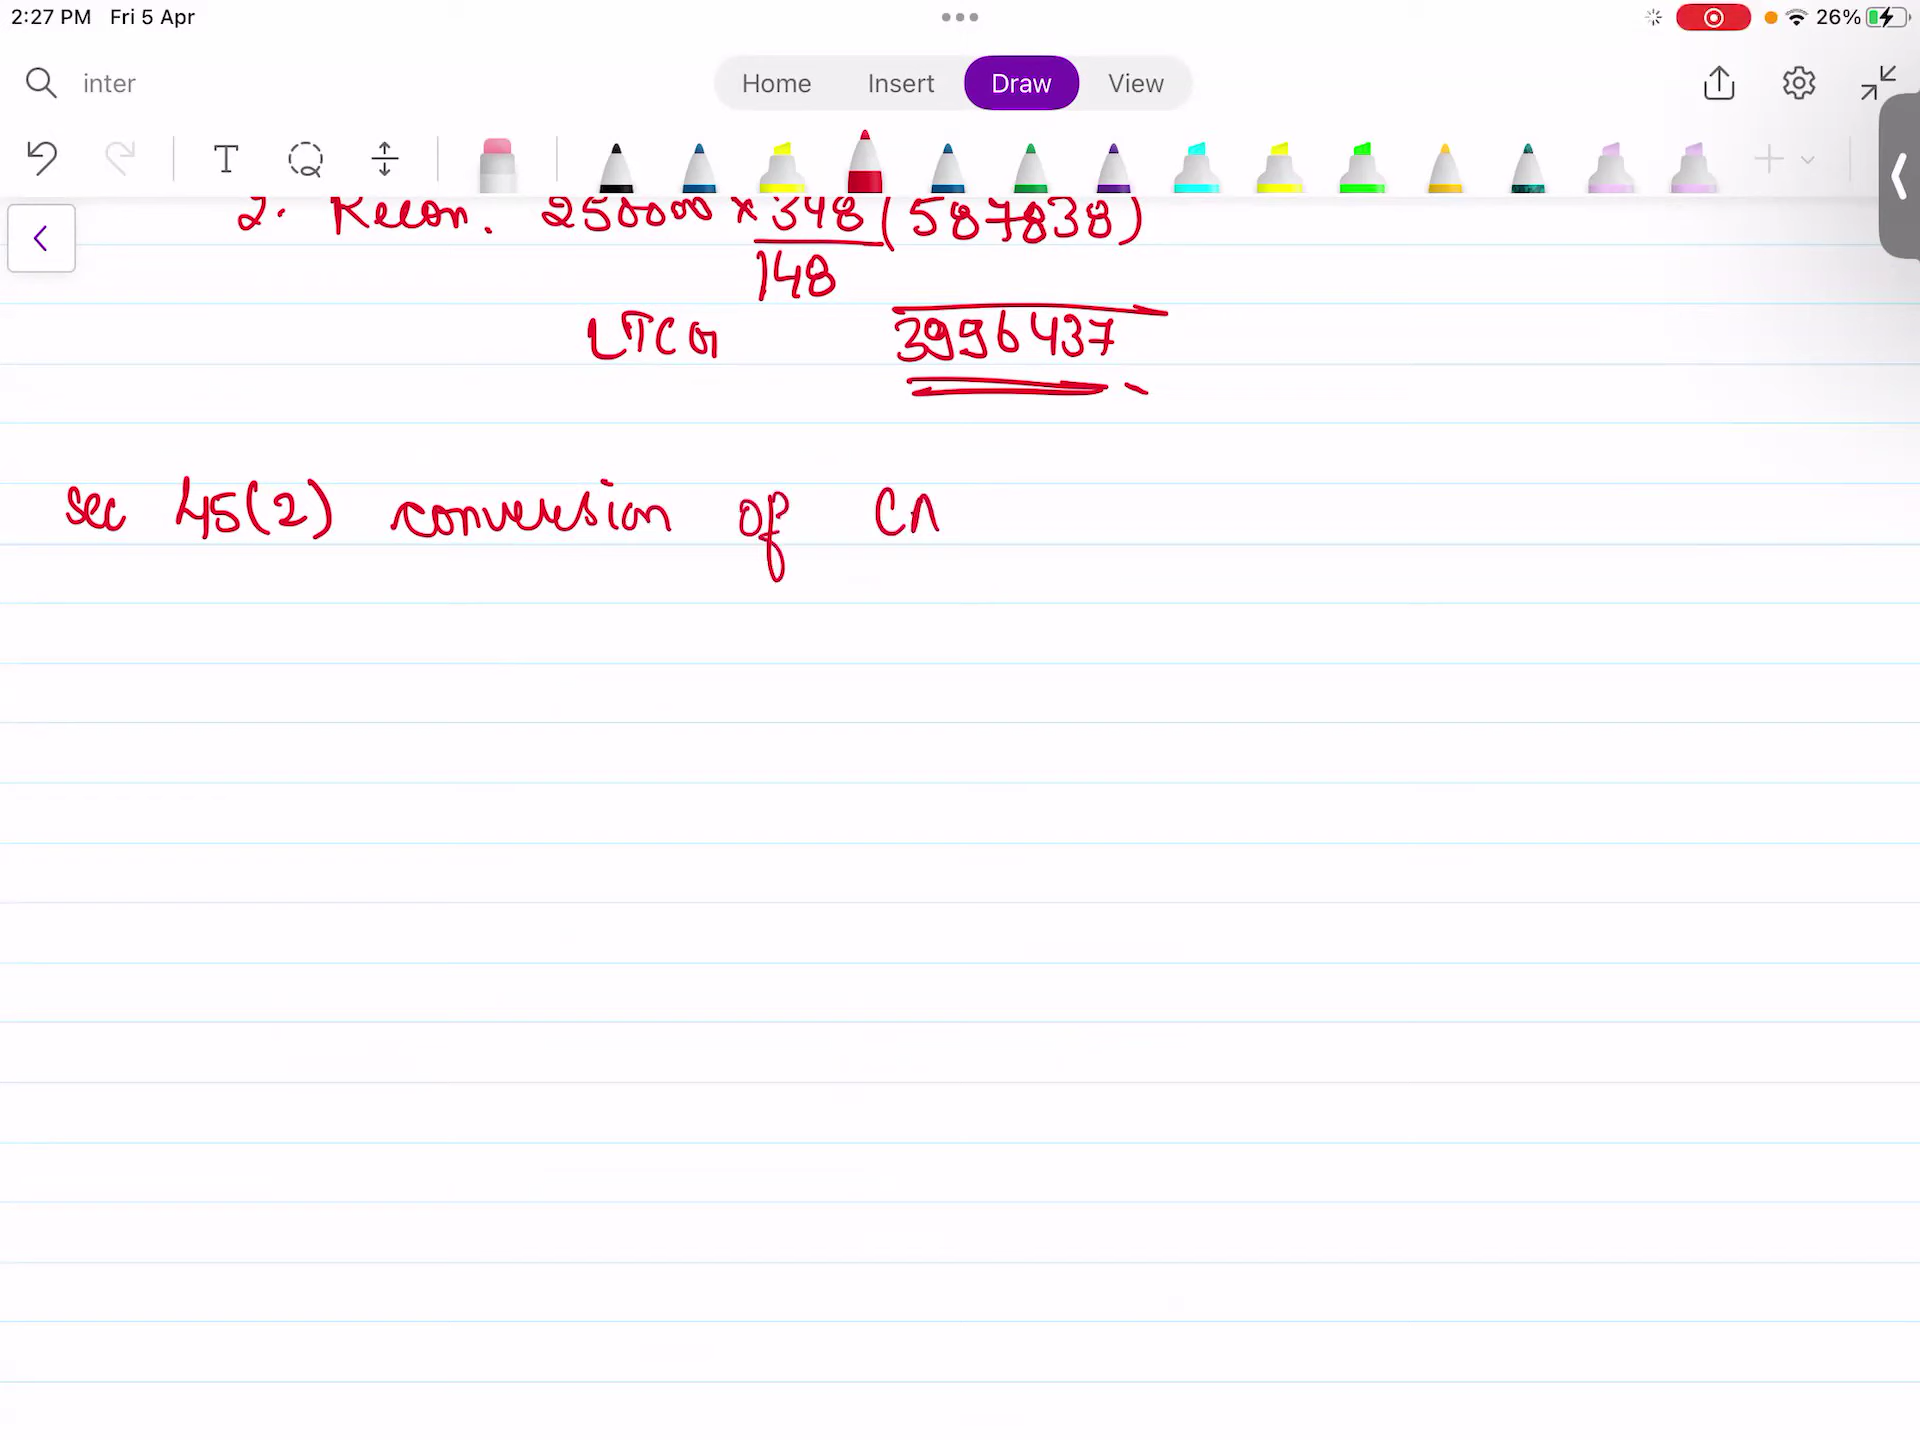 2:27 PM Fri 5 Apr
26%
inter
Home Insert Draw View
T
2. Recon. 250000 * 348 (587838)
148
LTCG 3996437
Sec 45(2) conversion of CA